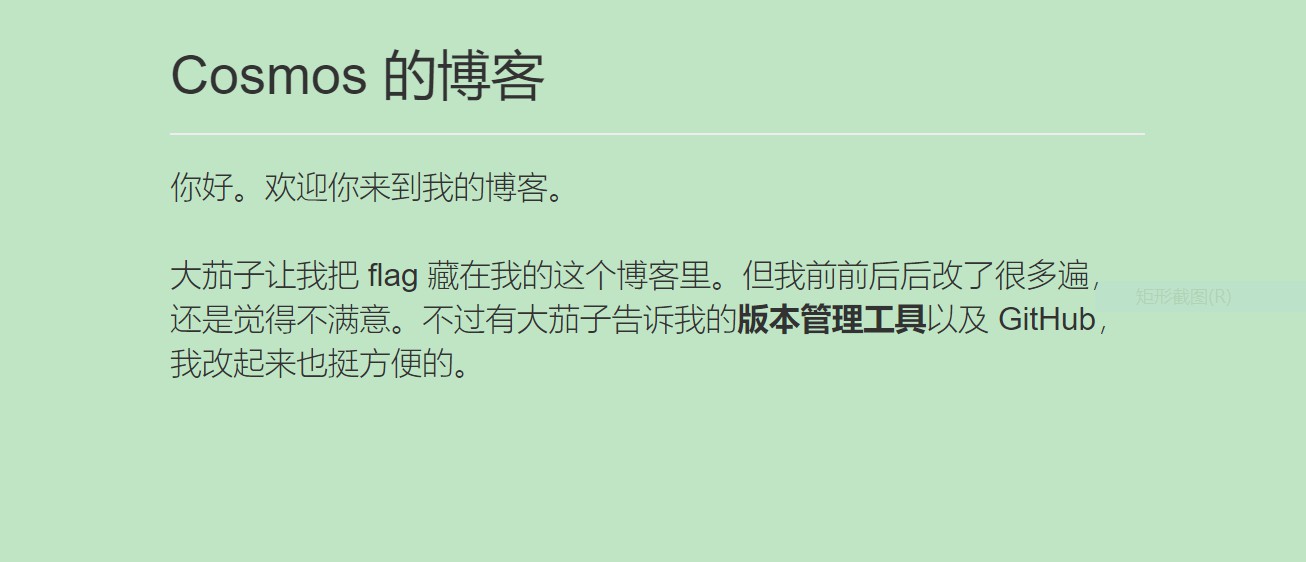 Cosmos 的博客
你好。欢迎你来到我的博客。
大茄子让我把 flag 藏在我的这个博客里。但我前前后后改了很多遍，
还是觉得不满意。不过有大茄子告诉我的版本管理工具以及 GitHub，
我改起来也挺方便的。
矩形截图(R)